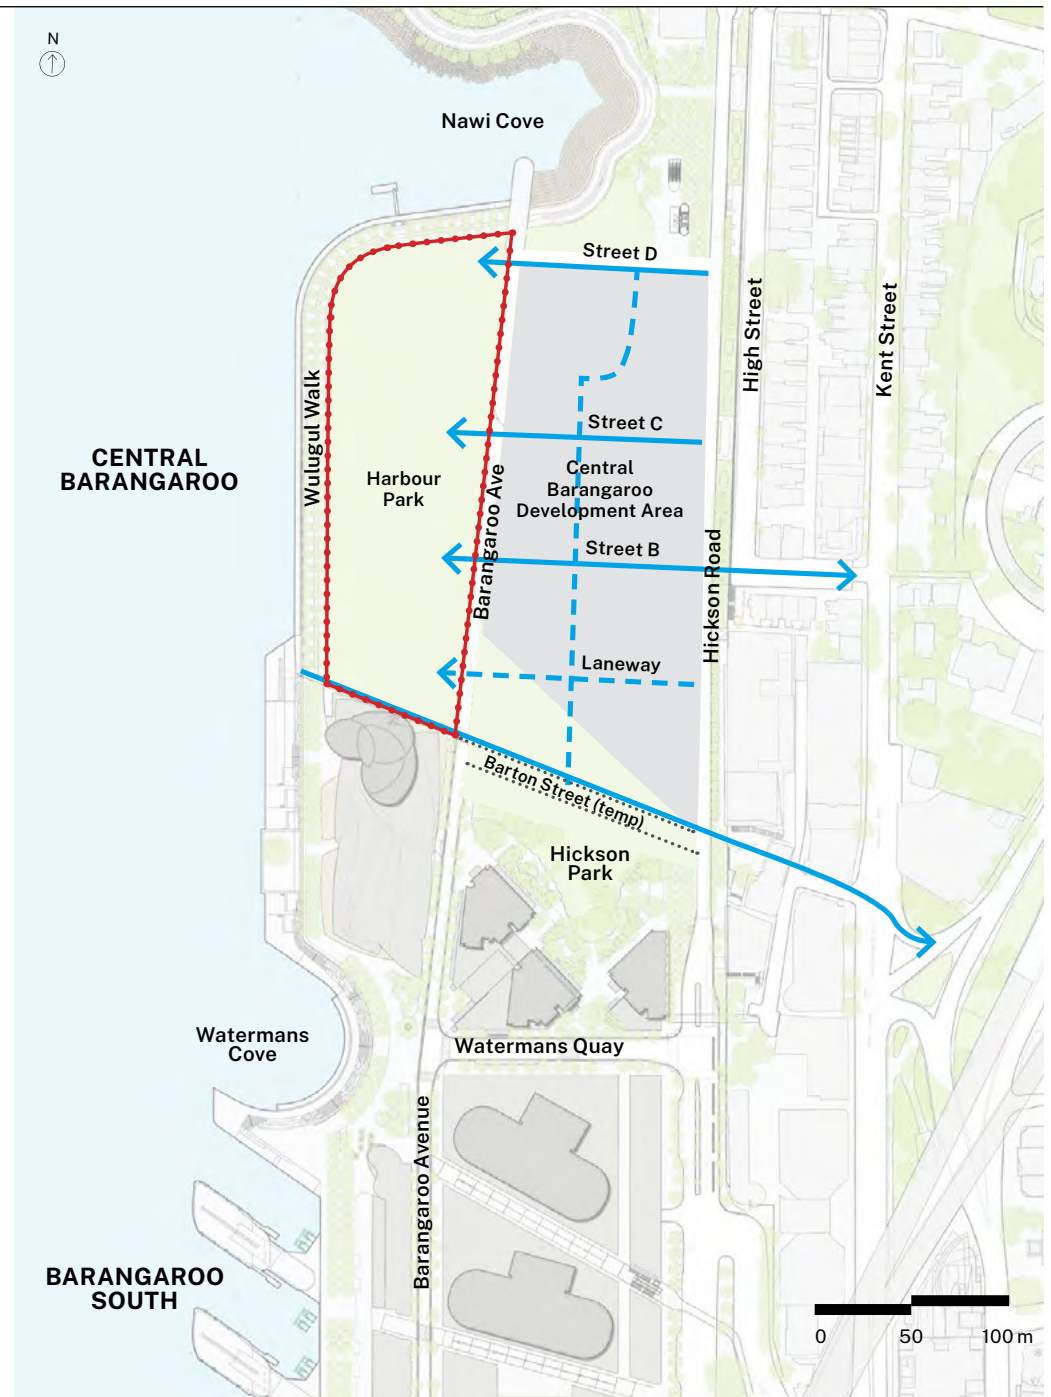 N
Nawi Cove
Street D
High Street
Kent Street
Wulugul Walk
Street C
CENTRAL
BARANGAROO
Harbour
Park
Central
Barangaroo
Development Area
Barangaroo Ave
Street B
Hickson Road
Laneway
Barton Street (temp)
Hickson
Park
Watermans
Cove
Watermans Quay
Barangaroo Avenue
BARANGAROO
SOUTH
0 50 100 m